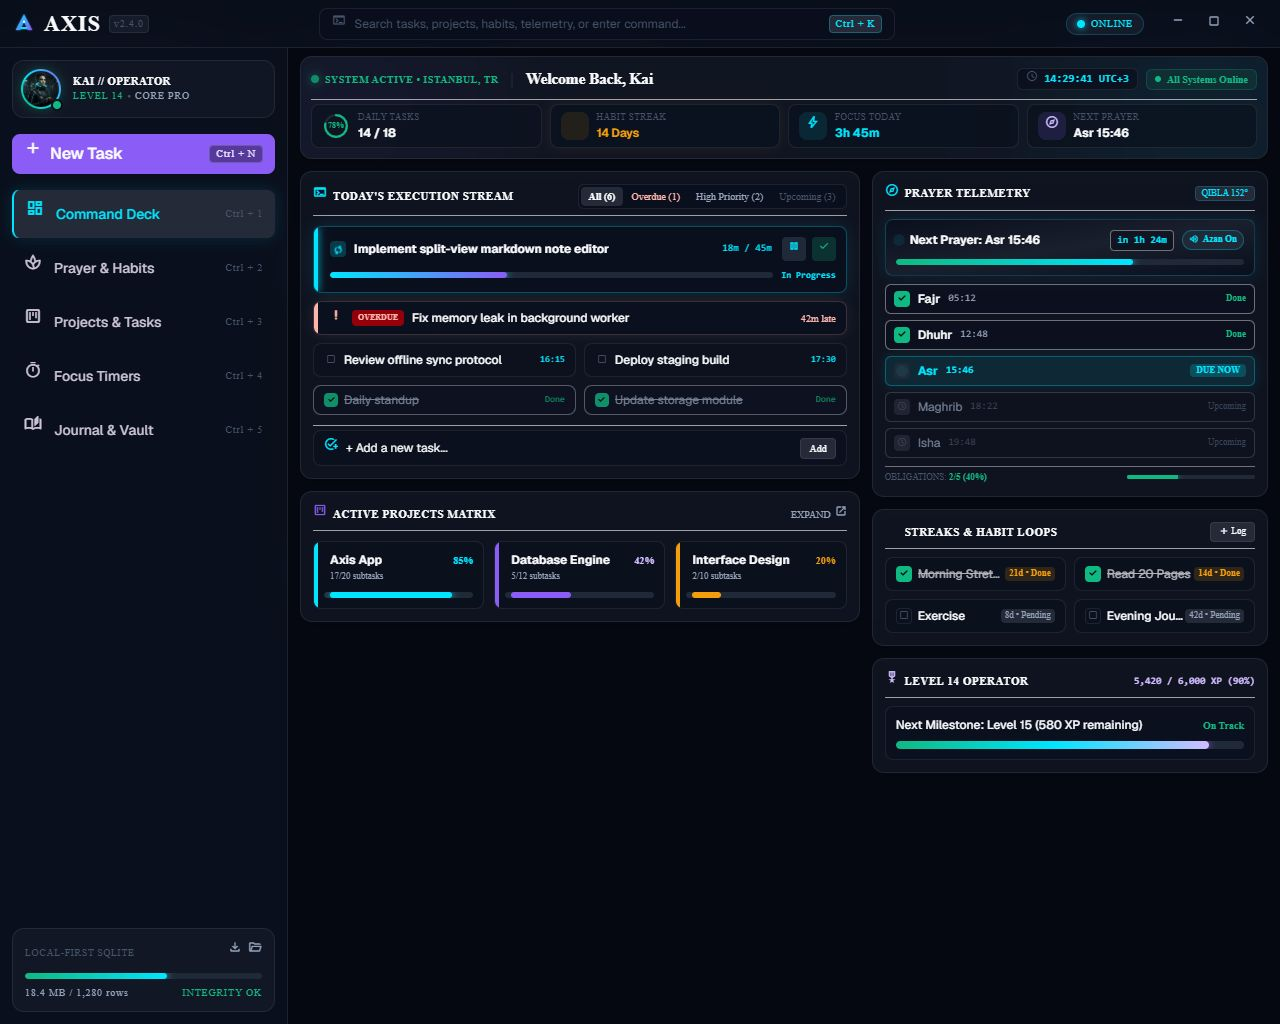 AXIS v2.4.0
Search tasks, projects, habits, telemetry, or enter command... Ctrl + K
ONLINE
KAI // OPERATOR
LEVEL 14 • CORE PRO
New Task Ctrl + N
Command Deck Ctrl + 1
Prayer & Habits Ctrl + 2
Projects & Tasks Ctrl + 3
Focus Timers Ctrl + 4
Journal & Vault Ctrl + 5
LOCAL-FIRST SQLITE
18.4 MB / 1,280 rows INTEGRITY OK
SYSTEM ACTIVE • ISTANBUL, TR Welcome Back, Kai 14:29:41 UTC+3 All Systems Online
78% DAILY TASKS
14 / 18
HABIT STREAK
14 Days
FOCUS TODAY
3h 45m
NEXT PRAYER
Asr 15:46
TODAY'S EXECUTION STREAM All (6) Overdue (1) High Priority (2) Upcoming (3)
Implement split-view markdown note editor 18m / 45m
In Progress
! OVERDUE Fix memory leak in background worker 42m late
Review offline sync protocol 16:15
Deploy staging build 17:30
Daily standup Done
Update storage module Done
+ Add a new task... Add
ACTIVE PROJECTS MATRIX EXPAND
Axis App 85%
17/20 subtasks
Database Engine 42%
5/12 subtasks
Interface Design 20%
2/10 subtasks
PRAYER TELEMETRY QIBLA 152°
Next Prayer: Asr 15:46 in 1h 24m Azan On
Fajr 05:12 Done
Dhuhr 12:48 Done
Asr 15:46 DUE NOW
Maghrib 18:22 Upcoming
Isha 19:48 Upcoming
OBLIGATIONS: 2/5 (40%)
STREAKS & HABIT LOOPS + Log
Morning Stret... 21d • Done
Read 20 Pages 14d • Done
Exercise 8d • Pending
Evening Jou... 42d • Pending
LEVEL 14 OPERATOR 5,420 / 6,000 XP (90%)
Next Milestone: Level 15 (580 XP remaining) On Track